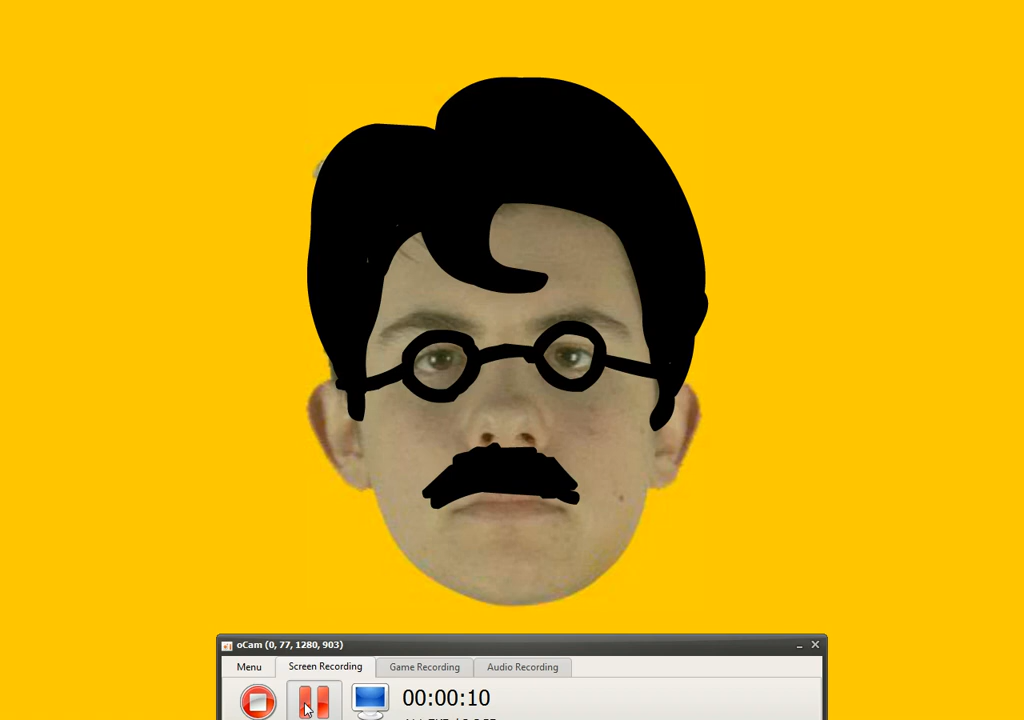 oCam (0, 77, 1280, 903)
Menu Screen Recording Game Recording Audio Recording
00:00:10